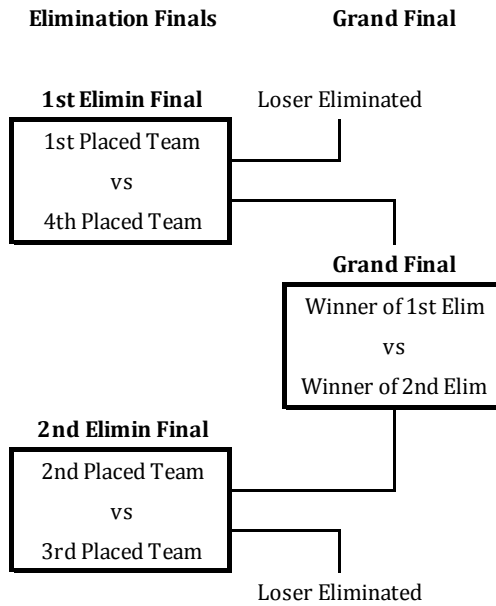 Elimination Finals
Grand Final
1st Elimin Final
Loser Eliminated
1st Placed Team
vs
4th Placed Team
Grand Final
Winner of 1st Elim
vs
Winner of 2nd Elim
2nd Elimin Final
2nd Placed Team
vs
3rd Placed Team
Loser Eliminated